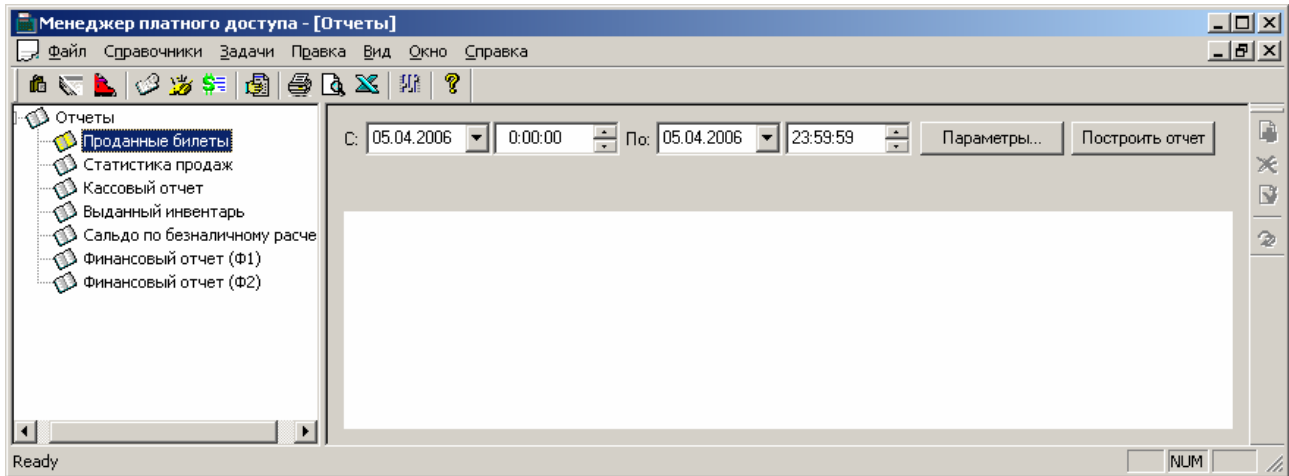 Менеджер платного доступа - [Отчеты]
Файл Справочники Задачи Правка Вид Окно Справка
Отчеты
Проданные билеты
Статистика продаж
Кассовый отчет
Выданный инвентарь
Сальдо по безналичному расче
Финансовый отчет (Ф1)
Финансовый отчет (Ф2)
С: 05.04.2006 0:00:00 По: 05.04.2006 23:59:59 Параметры... Построить отчет
Ready NUM